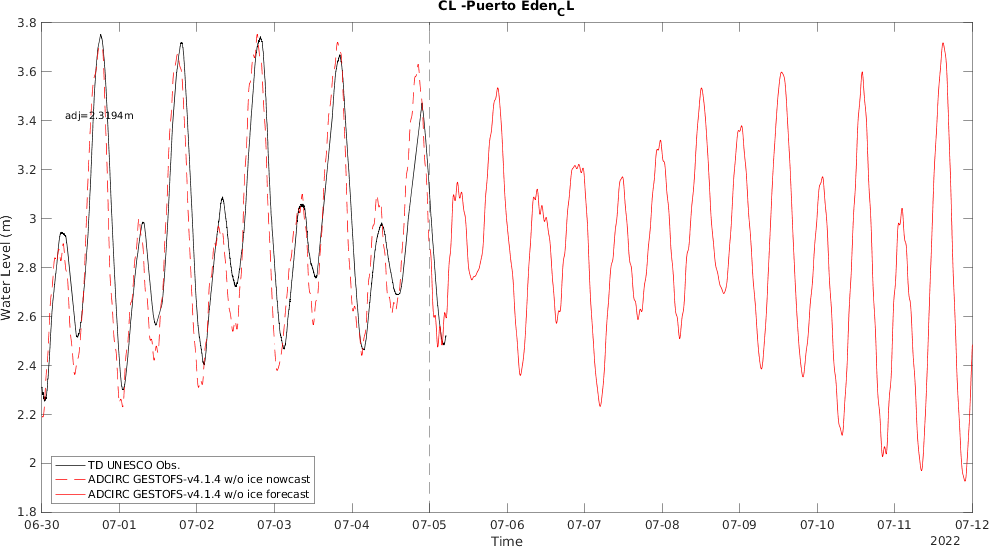 CL -Puerto Eden_CL
3.8
3.6
3.4
3.2
3
2.8
2.6
2.4
2.2
2
1.8
Water Level (m)
adj=2.3194m
TD UNESCO Obs.
ADCIRC GESTOFS-v4.1.4 w/o ice nowcast
ADCIRC GESTOFS-v4.1.4 w/o ice forecast
06-30 07-01 07-02 07-03 07-04 07-05 07-06 07-07 07-08 07-09 07-10 07-11 07-12
Time
2022